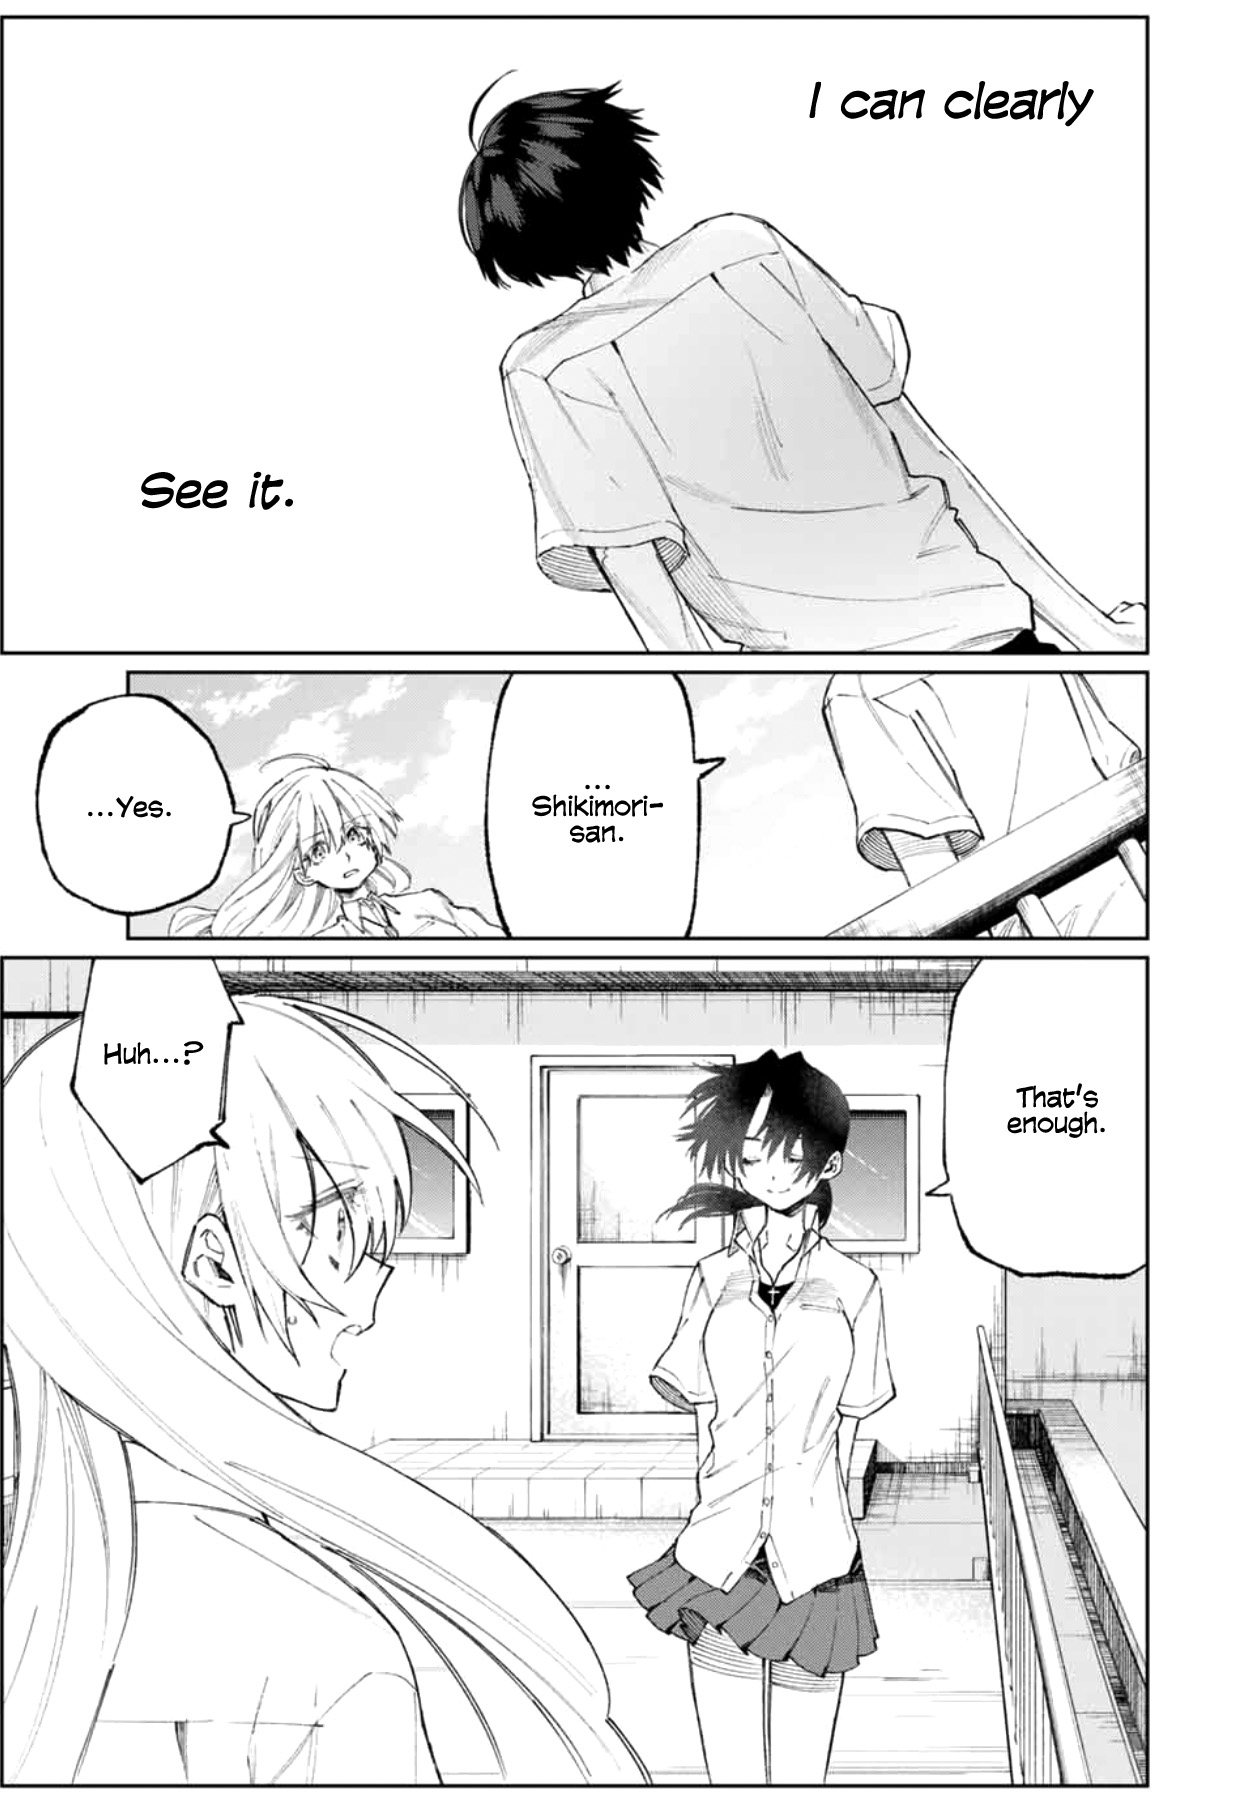 I can clearly
See it.
...
Shikimori-
san.
...Yes.
That's
enough.
Huh...?